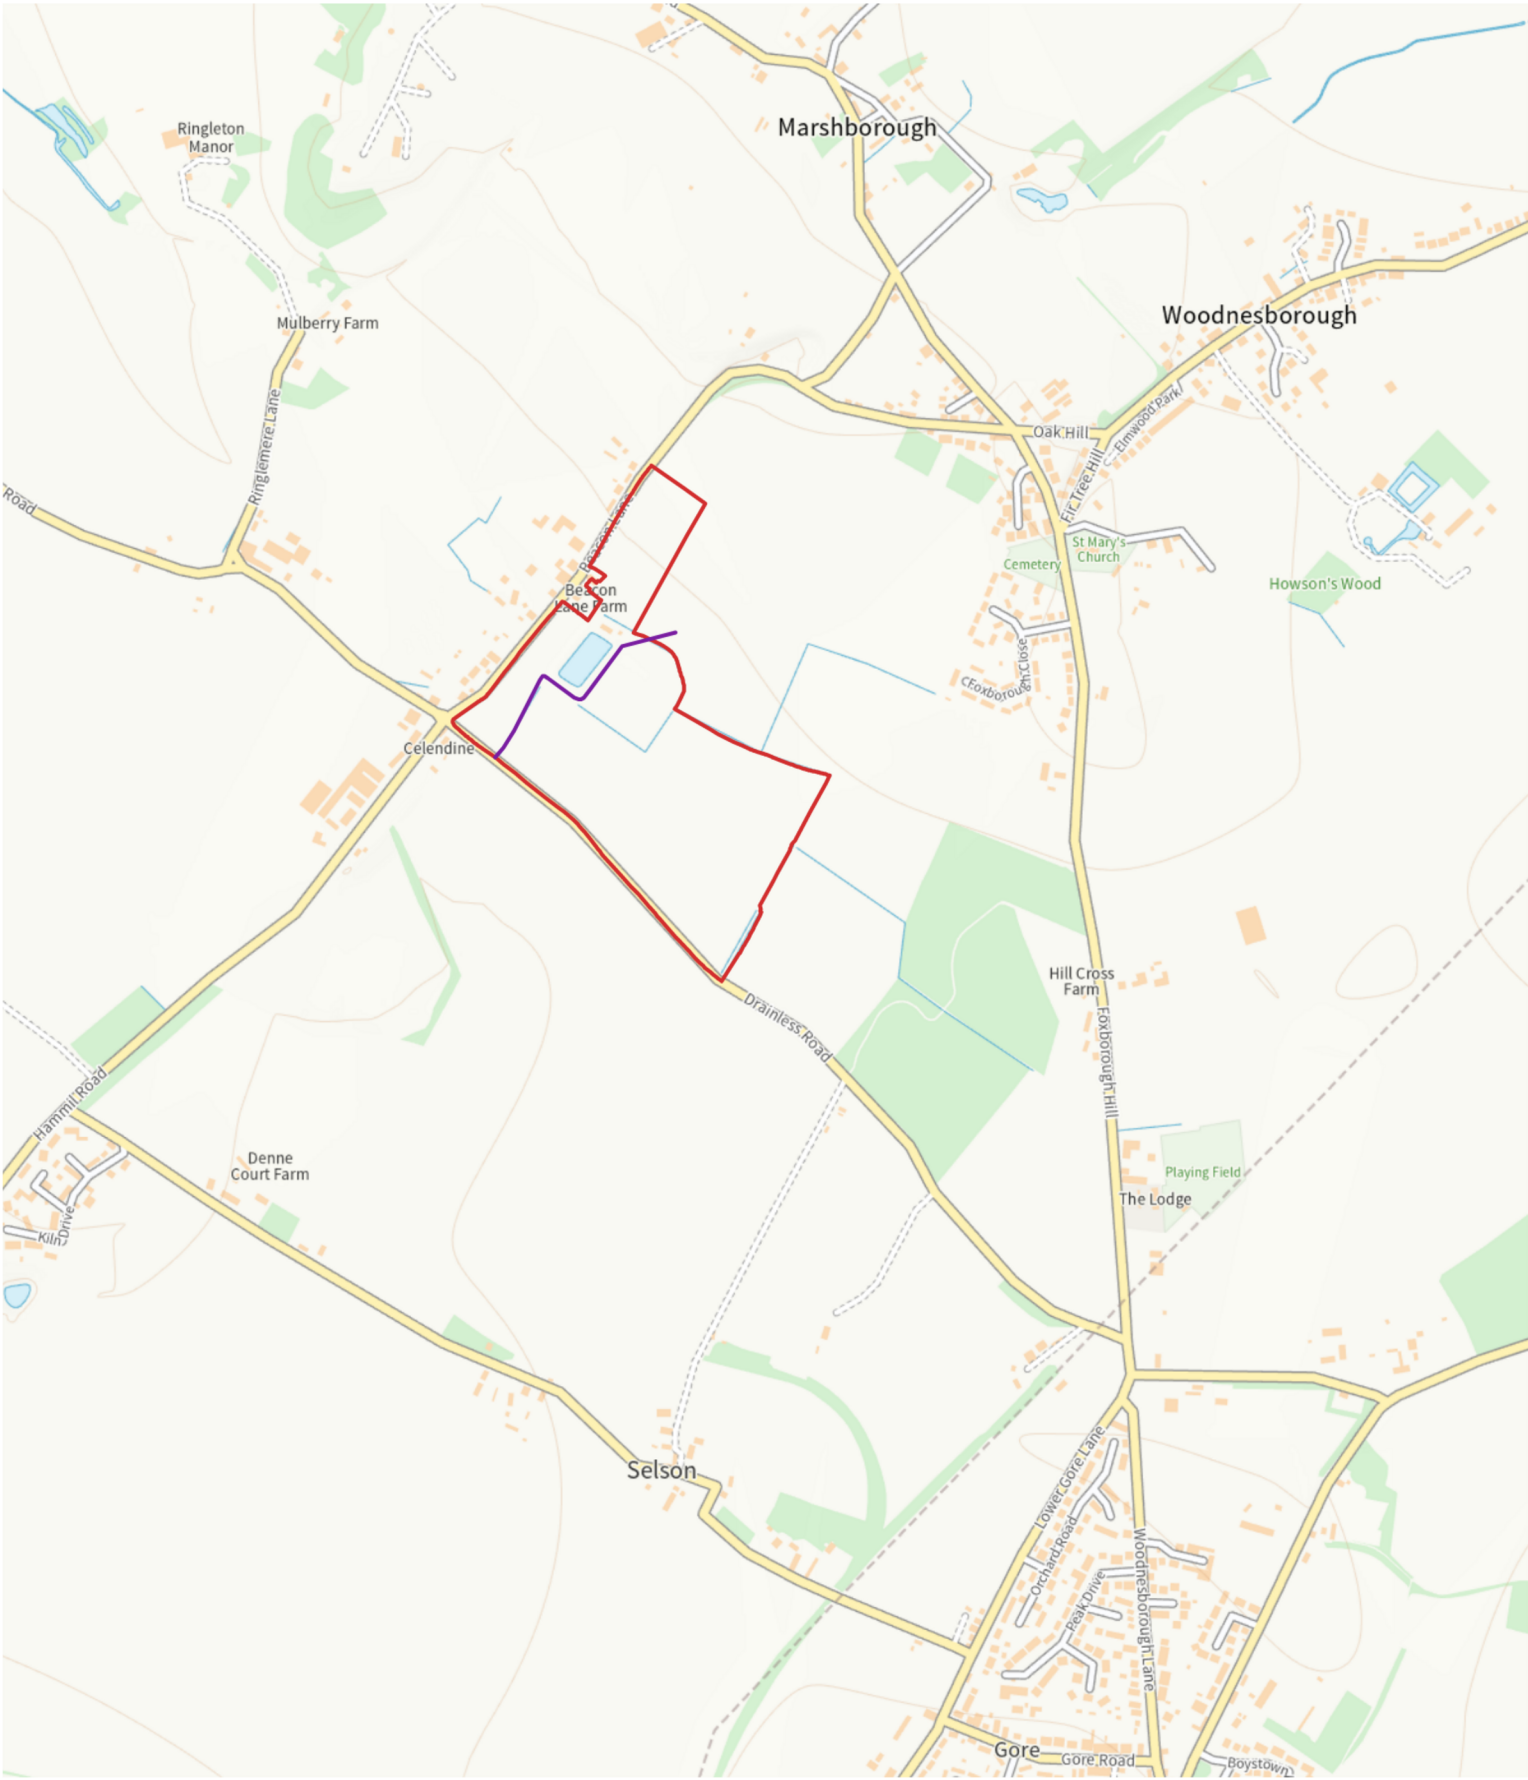 Marshborough
Ringleton
Manor
Woodnesborough
Mulberry Farm
Ringlemere Lane
Elmwood Park
Oak Hill
Fir Tree Hill
Road
Beacon Lane
St Mary's
Church
Cemetery
Howson's Wood
Beacon
Lane Farm
Foxborough Close
Celendine
Hill Cross
Farm
Drainless Road
Foxborough Hill
Hammil Road
Denne
Court Farm
Playing Field
The Lodge
Kiln Drive
Selson
Lower Gore Lane
Orchard Road
Woodnesborough Lane
Peak Drive
Gore
Gore Road
Boystown